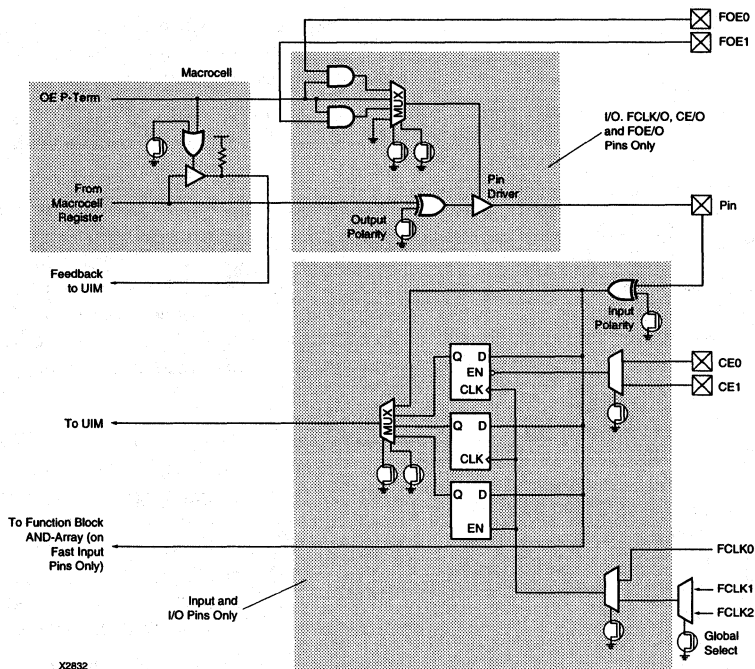 FOE0
FOE1
Macrocell
OE P-Term
MUX
I/O. FCLK/O, CE/O
and FOE/O
Pins Only
From
Macrocell
Register
Pin
Driver
Output
Polarity
Pin
Feedback
to UIM
Input
Polarity
Q D
EN
CLK
CE0
CE1
MUX
To UIM
Q D
CLK
Q D
EN
To Function Block
AND-Array (on
Fast Input
Pins Only)
Input and
I/O Pins Only
FCLK0
FCLK1
FCLK2
Global
Select
X2832